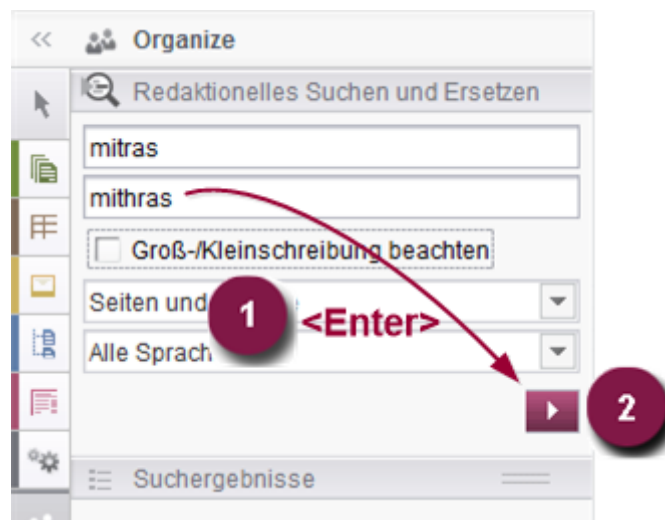 Organize
Redaktionelles Suchen und Ersetzen
mitras
mithras
Groß-/Kleinschreibung beachten
Seiten und
1 <Enter>
Alle Sprach
2
Suchergebnisse